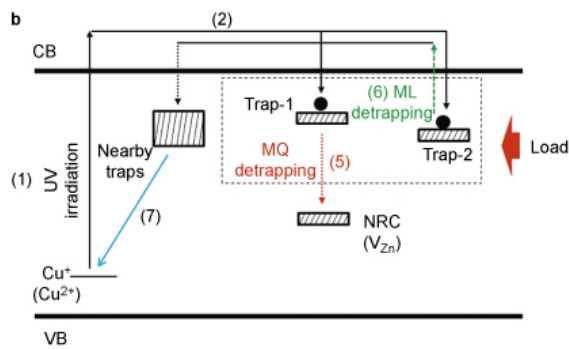 b
(2)
CB
(6) ML
detrapping
Trap-1
Trap-2
Load
Nearby
traps
MQ
detrapping
(5)
(1)
UV
irradiation
(7)
NRC
(V_Zn)
Cu⁺
(Cu²⁺)
VB